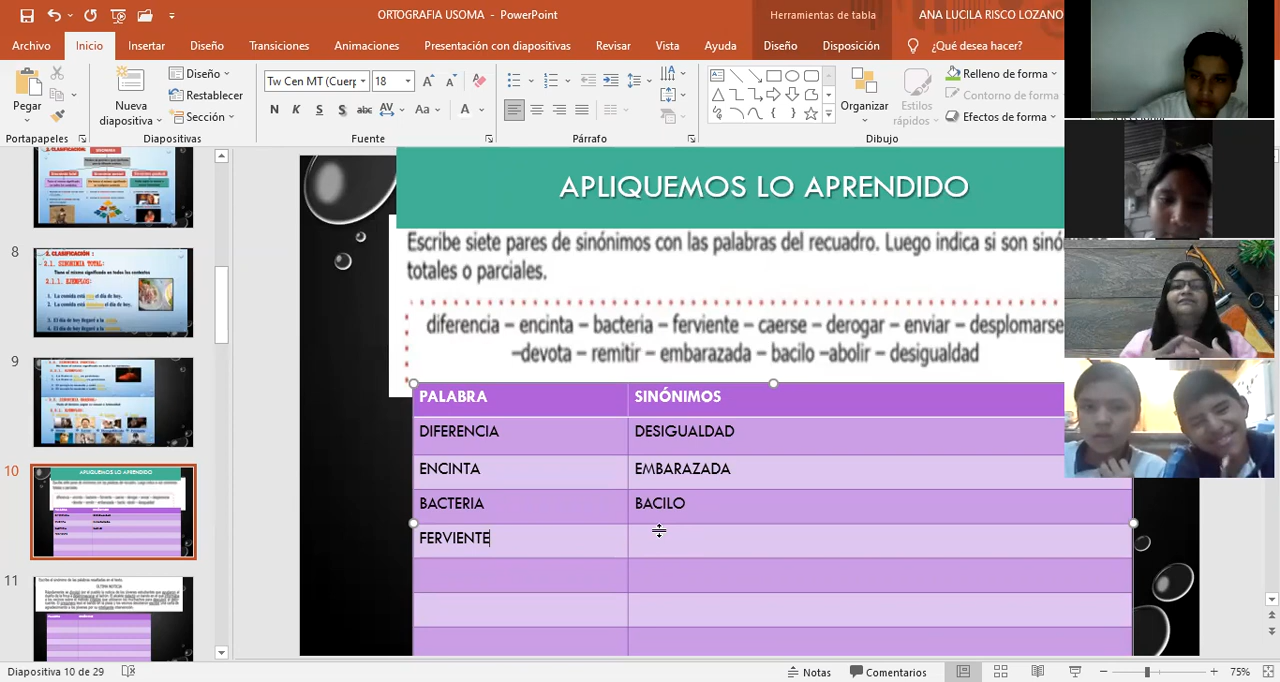 ORTOGRAFIA USOMA - PowerPoint
Herramientas de tabla
ANA LUCILA RISCO LOZANO
Archivo Inicio Insertar Diseño Transiciones Animaciones Presentación con diapositivas Revisar Vista Ayuda Diseño Disposición ¿Qué desea hacer?
Pegar
Nueva diapositiva
Diseño
Restablecer
Sección
Tw Cen MT (Cuerp 18
N K S S abc AV Aa A
Organizar
Estilos rápidos
Relleno de forma
Contorno de forma
Efectos de forma
Portapapeles Diapositivas Fuente Párrafo Dibujo
8
9
10
11
APLIQUEMOS LO APRENDIDO
Escribe siete pares de sinónimos con las palabras del recuadro. Luego indica si son sinó
totales o parciales.
diferencia – encinta – bacteria – ferviente – caerse – derogar – enviar – desplomarse
–devota – remitir – embarazada – bacilo –abolir – desigualdad
PALABRA SINÓNIMOS
DIFERENCIA DESIGUALDAD
ENCINTA EMBARAZADA
BACTERIA BACILO
FERVIENTE
Diapositiva 10 de 29 Notas Comentarios 75%